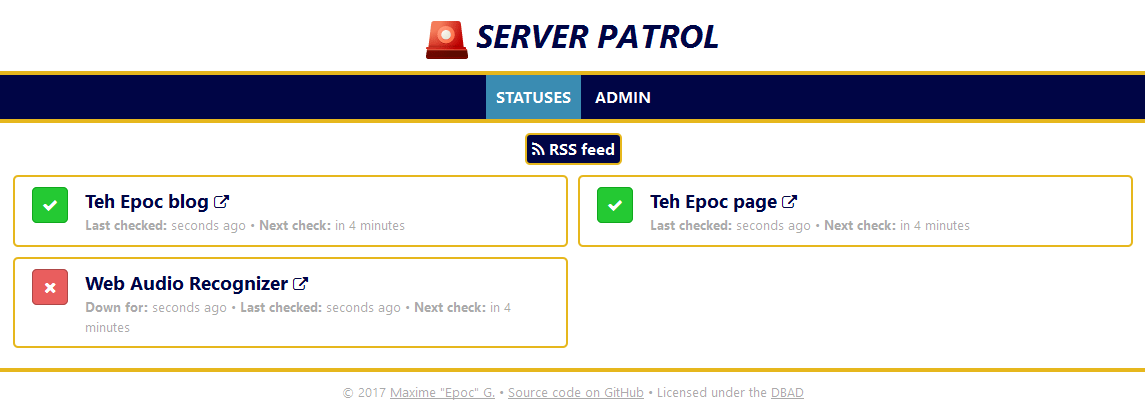 SERVER PATROL
STATUSES ADMIN
RSS feed
Teh Epoc blog
Last checked: seconds ago • Next check: in 4 minutes
Teh Epoc page
Last checked: seconds ago • Next check: in 4 minutes
Web Audio Recognizer
Down for: seconds ago • Last checked: seconds ago • Next check: in 4
minutes
© 2017 Maxime "Epoc" G. • Source code on GitHub • Licensed under the DBAD